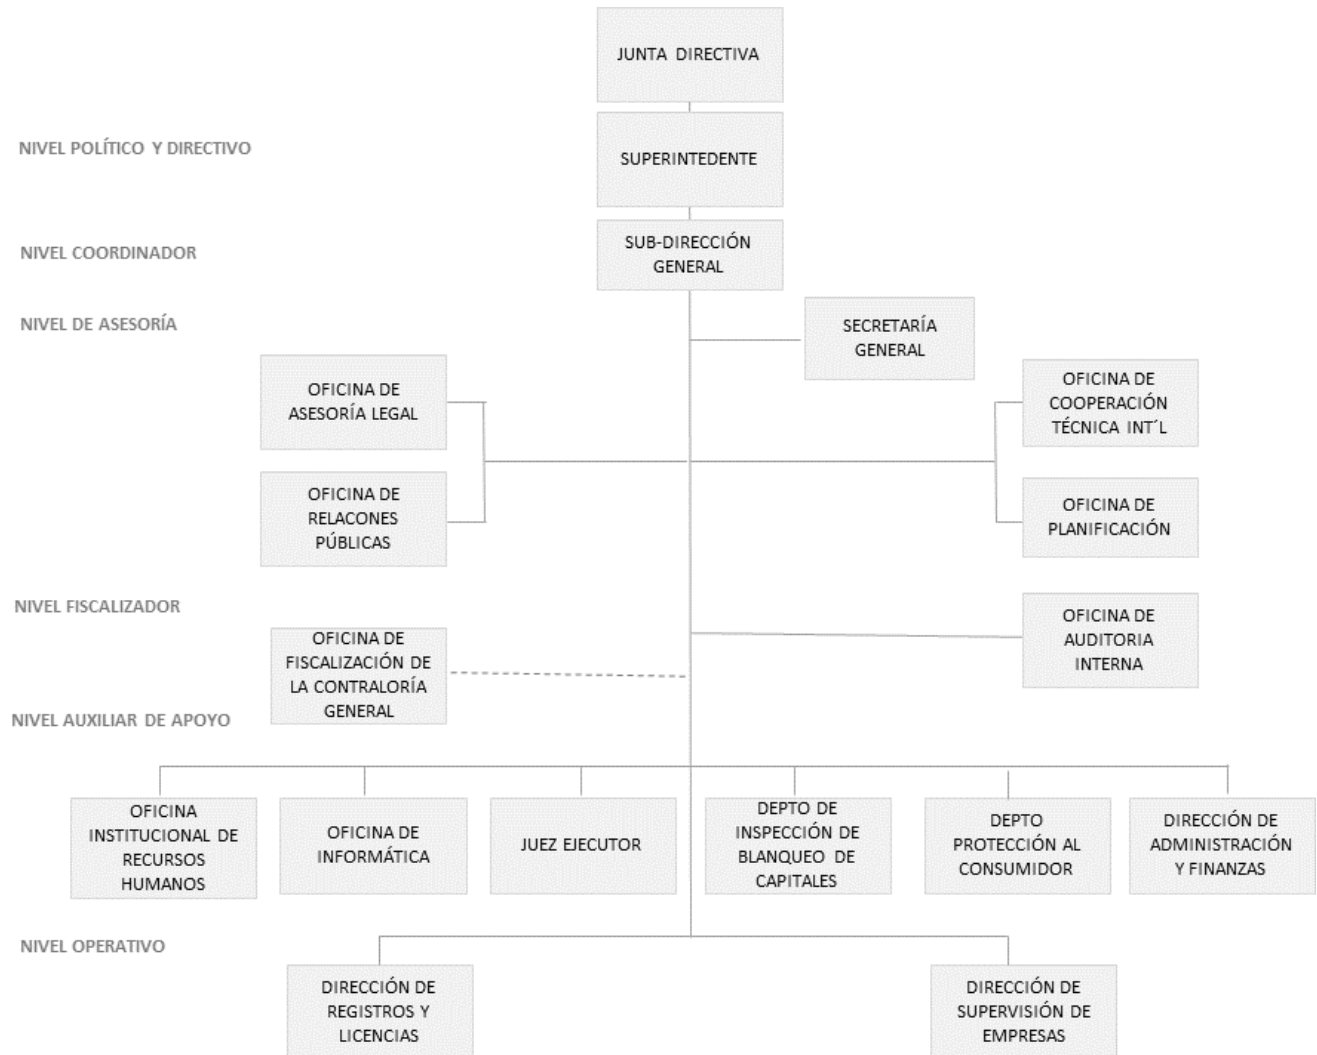 JUNTA DIRECTIVA
NIVEL POLÍTICO Y DIRECTIVO
SUPERINTEDENTE
NIVEL COORDINADOR
SUB-DIRECCIÓN
GENERAL
NIVEL DE ASESORÍA
SECRETARÍA
GENERAL
OFICINA DE
ASESORÍA LEGAL
OFICINA DE
COOPERACIÓN
TÉCNICA INT´L
OFICINA DE
RELACONES
PÚBLICAS
OFICINA DE
PLANIFICACIÓN
NIVEL FISCALIZADOR
OFICINA DE
AUDITORIA
INTERNA
OFICINA DE
FISCALIZACIÓN DE
LA CONTRALORÍA
GENERAL
NIVEL AUXILIAR DE APOYO
OFICINA
INSTITUCIONAL DE
RECURSOS
HUMANOS
OFICINA DE
INFORMÁTICA
JUEZ EJECUTOR
DEPTO DE
INSPECCIÓN DE
BLANQUEO DE
CAPITALES
DEPTO
PROTECCIÓN AL
CONSUMIDOR
DIRECCIÓN DE
ADMINISTRACIÓN
Y FINANZAS
NIVEL OPERATIVO
DIRECCIÓN DE
REGISTROS Y
LICENCIAS
DIRECCIÓN DE
SUPERVISIÓN DE
EMPRESAS